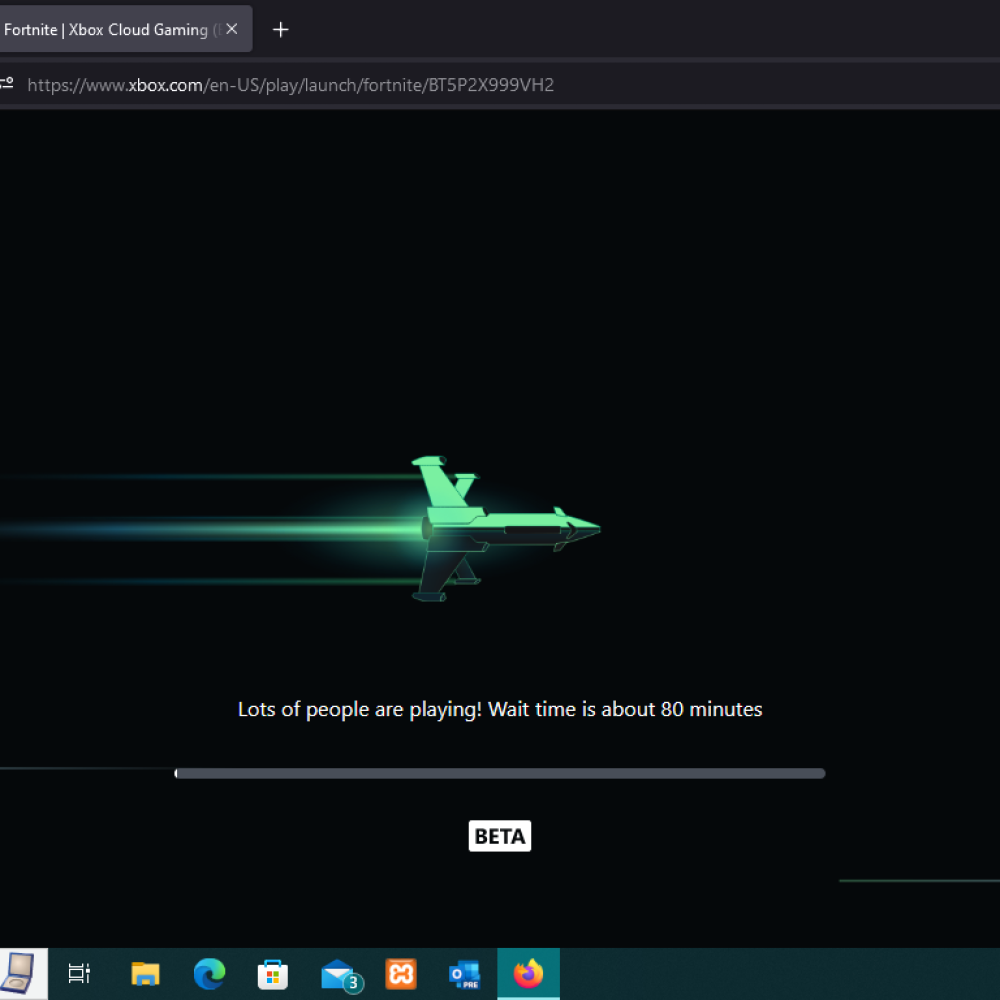 Fortnite | Xbox Cloud Gaming (
https://www.xbox.com/en-US/play/launch/fortnite/BT5P2X999VH2
Lots of people are playing! Wait time is about 80 minutes
BETA
3
PRE